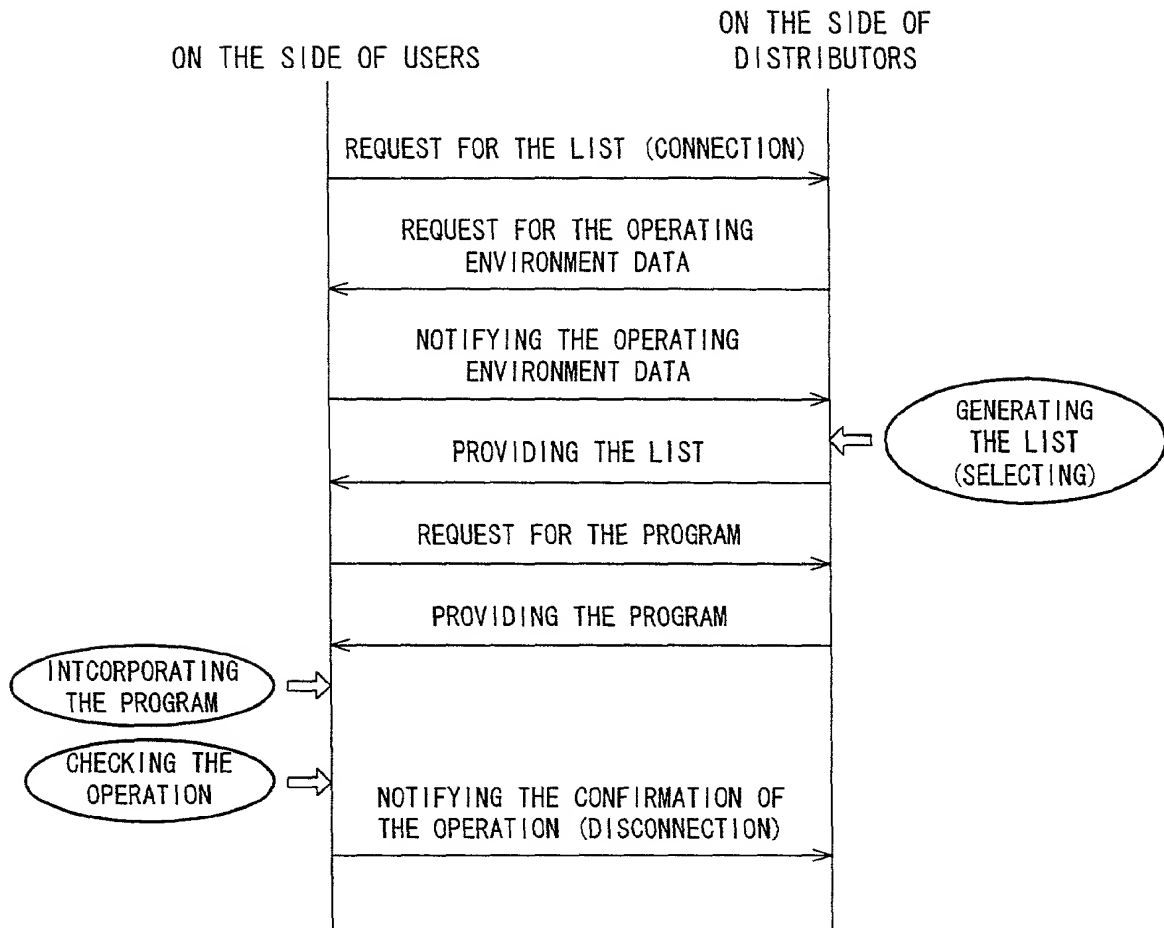 ON THE SIDE OF USERS
ON THE SIDE OF
DISTRIBUTORS
REQUEST FOR THE LIST (CONNECTION)
REQUEST FOR THE OPERATING
ENVIRONMENT DATA
NOTIFYING THE OPERATING
ENVIRONMENT DATA
GENERATING
THE LIST
(SELECTING)
PROVIDING THE LIST
REQUEST FOR THE PROGRAM
PROVIDING THE PROGRAM
INTCORPORATING
THE PROGRAM
CHECKING THE
OPERATION
NOTIFYING THE CONFIRMATION OF
THE OPERATION (DISCONNECTION)